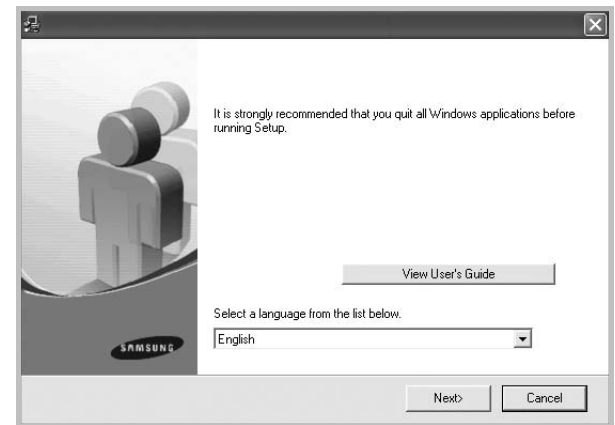 It is strongly recommended that you quit all Windows applications before
running Setup.
View User's Guide
Select a language from the list below.
English
SAMSUNG
Next>
Cancel